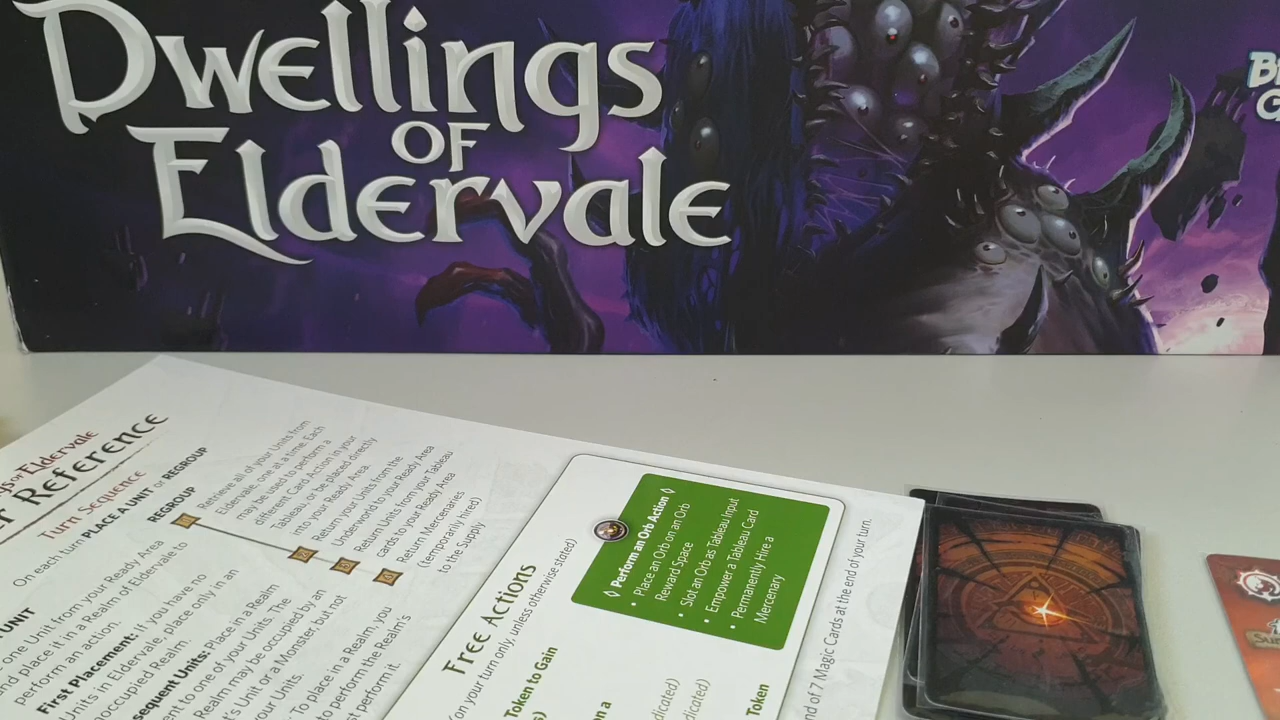 Dwellings
of
Eldervale
of Eldervale
Reference
Turn Sequence
On each turn PLACE A UNIT or REGROUP
UNIT
one Unit from your Ready Area
and place it in a Realm of Eldervale to
perform an action.
First Placement: If you have no
Units in Eldervale, place only in an
Realm.
Units: Place in a Realm
to one of your Units. The
Realm may be occupied by an
Unit or a Monster but not
your Units.
To place in a Realm, you
perform the Realm's
perform it.
REGROUP
Retrieve all of your Units from
Eldervale, one at a time. Each
may be used to perform a
different Card Action in your
Tableau, or be placed directly
into your Ready Area.
Return your Units from the
Underworld to your Ready Area
Return Units from your Tableau
cards to your Ready Area
Return Mercenaries
(temporarily hired)
to the Supply
Free Actions
(on your turn only, unless otherwise stated)
◊ Perform an Orb Action ◊
• Place an Orb on an Orb
Reward Space
• Slot an Orb as Tableau Input
• Empower a Tableau Card
• Permanently Hire a
Mercenary
Token to Gain
Token
of 7 Magic Cards at the end of your turn.